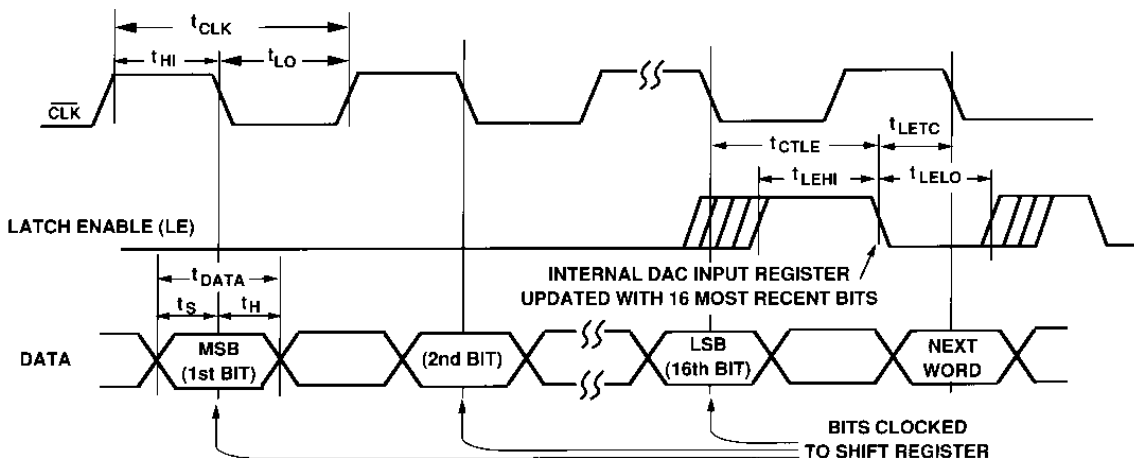 tCLK
tHI
tLO
CLK
tLETC
tCTLE
tLEHI
tLELO
LATCH ENABLE (LE)
tDATA
INTERNAL DAC INPUT REGISTER
UPDATED WITH 16 MOST RECENT BITS
tS
tH
DATA
MSB
(1st BIT)
(2nd BIT)
LSB
(16th BIT)
NEXT
WORD
BITS CLOCKED
TO SHIFT REGISTER